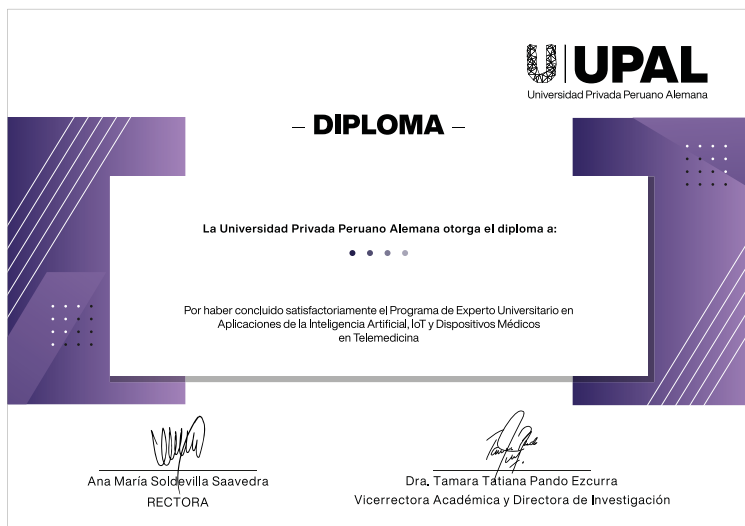 UPAL
Universidad Privada Peruano Alemana
– DIPLOMA –
La Universidad Privada Peruano Alemana otorga el diploma a:
Por haber concluido satisfactoriamente el Programa de Experto Universitario en
Aplicaciones de la Inteligencia Artificial, IoT y Dispositivos Médicos
en Telemedicina
Ana María Soldevilla Saavedra
RECTORA
Dra. Tamara Tatiana Pando Ezcurra
Vicerrectora Académica y Directora de Investigación